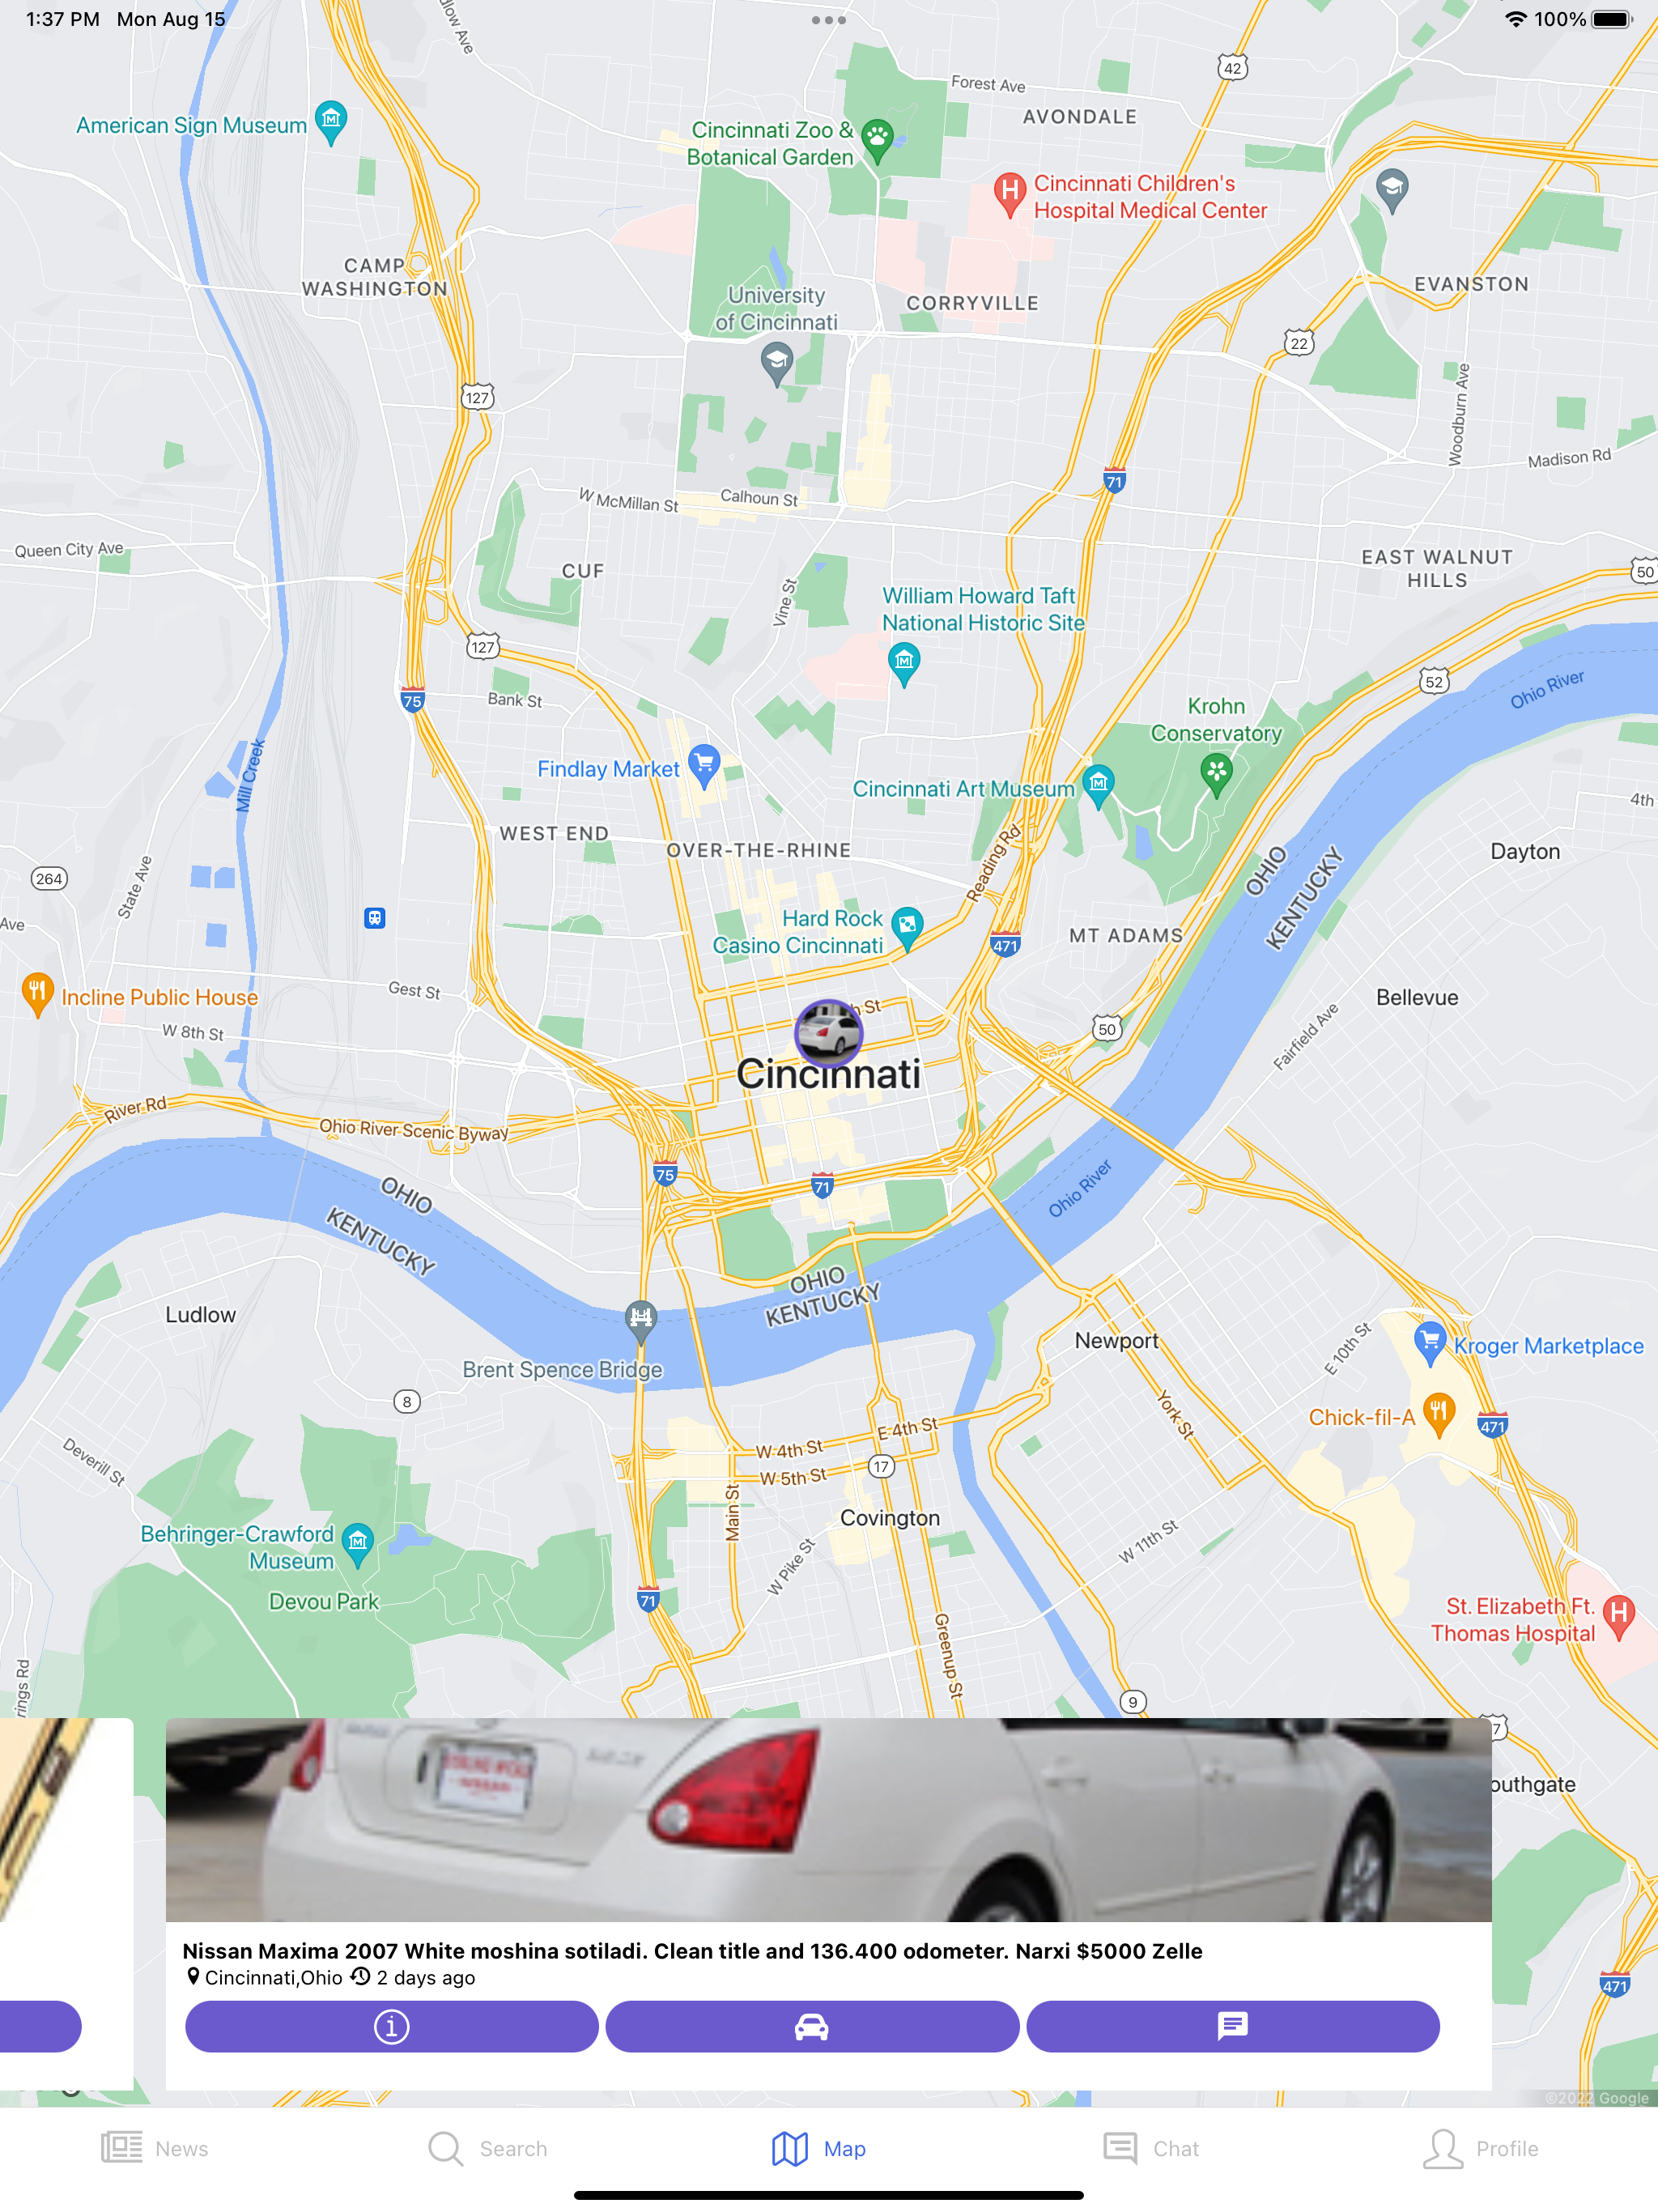 1:37 PM Mon Aug 15
100%
42
Forest Ave
AVONDALE
American Sign Museum
Cincinnati Zoo &
Botanical Garden
Cincinnati Children's
Hospital Medical Center
CAMP
WASHINGTON
EVANSTON
University
of Cincinnati
CORRYVILLE
22
127
Woodburn Ave
Madison Rd
71
W McMillan St
Calhoun St
Queen City Ave
CUF
EAST WALNUT
HILLS
50
Vine St
William Howard Taft
National Historic Site
127
52
Ohio River
75
Bank St
Krohn
Conservatory
Mill Creek
Findlay Market
Cincinnati Art Museum
4th
WEST END
OVER-THE-RHINE
Reading Rd
OHIO
KENTUCKY
Dayton
264
State Ave
Ave
Hard Rock
Casino Cincinnati
471
MT ADAMS
Incline Public House
Gest St
Bellevue
W 8th St
h St
50
Fairfield Ave
Cincinnati
River Rd
Ohio River Scenic Byway
75
71
Ohio River
OHIO
KENTUCKY
OHIO
KENTUCKY
Ludlow
Newport
E 10th St
Kroger Marketplace
Brent Spence Bridge
8
York St
Chick-fil-A
471
E 4th St
W 4th St
W 5th St
17
Deverill St
Main St
Covington
W 11th St
Behringer-Crawford
Museum
W Pike St
Devou Park
71
St. Elizabeth Ft.
Thomas Hospital
Greenup St
rings Rd
9
7
outhgate
Nissan Maxima 2007 White moshina sotiladi. Clean title and 136.400 odometer. Narxi $5000 Zelle
Cincinnati,Ohio 2 days ago
471
©2022 Google
News
Search
Map
Chat
Profile